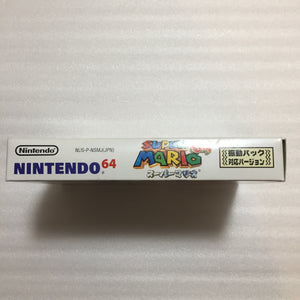 Nintendo
NUS-P-NSMJ(JPN)
NINTENDO 64
SUPER
MARIO
スーパーマリオ
振動パック
対応バージョン